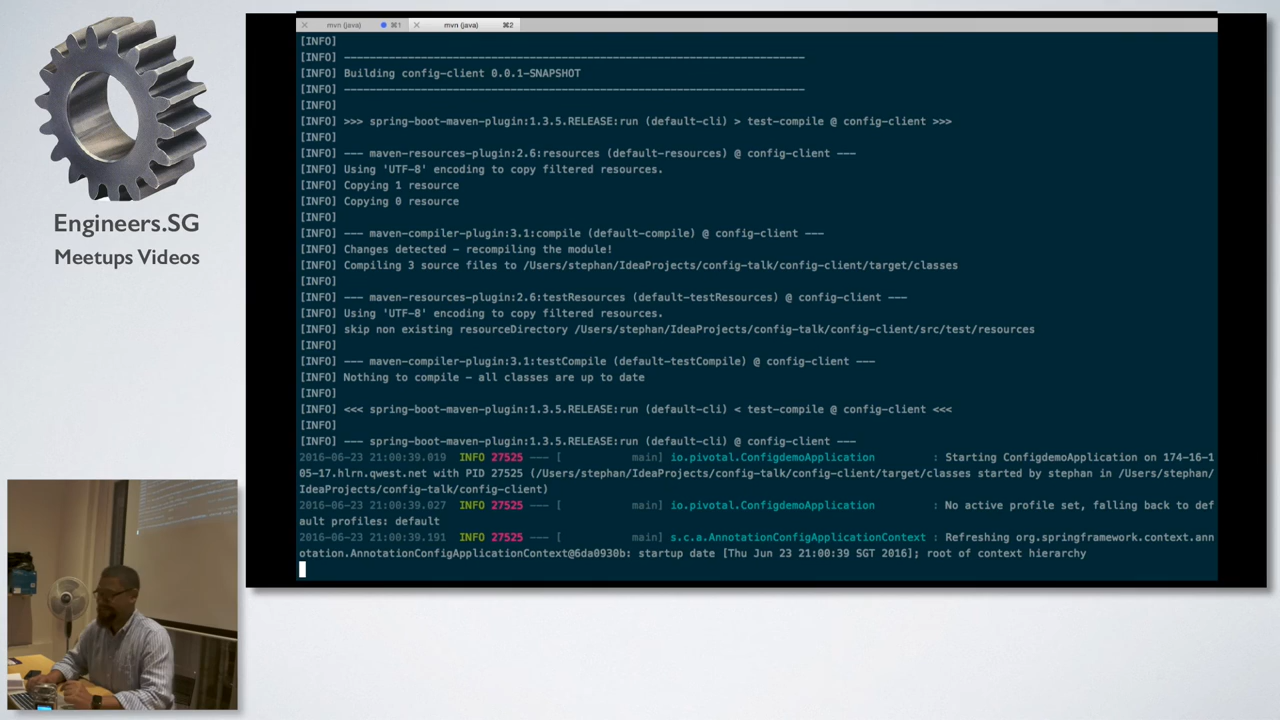 mvn (java) ⌘1 mvn (java) ⌘2
[INFO]
[INFO] ------------------------------------------------------------------------
[INFO] Building config-client 0.0.1-SNAPSHOT
[INFO] ------------------------------------------------------------------------
[INFO]
[INFO] >>> spring-boot-maven-plugin:1.3.5.RELEASE:run (default-cli) > test-compile @ config-client >>>
[INFO]
[INFO] --- maven-resources-plugin:2.6:resources (default-resources) @ config-client ---
[INFO] Using 'UTF-8' encoding to copy filtered resources.
[INFO] Copying 1 resource
[INFO] Copying 0 resource
[INFO]
[INFO] --- maven-compiler-plugin:3.1:compile (default-compile) @ config-client ---
[INFO] Changes detected - recompiling the module!
[INFO] Compiling 3 source files to /Users/stephan/IdeaProjects/config-talk/config-client/target/classes
[INFO]
[INFO] --- maven-resources-plugin:2.6:testResources (default-testResources) @ config-client ---
[INFO] Using 'UTF-8' encoding to copy filtered resources.
[INFO] skip non existing resourceDirectory /Users/stephan/IdeaProjects/config-talk/config-client/src/test/resources
[INFO]
[INFO] --- maven-compiler-plugin:3.1:testCompile (default-testCompile) @ config-client ---
[INFO] Nothing to compile - all classes are up to date
[INFO]
[INFO] <<< spring-boot-maven-plugin:1.3.5.RELEASE:run (default-cli) < test-compile @ config-client <<<
[INFO]
[INFO] --- spring-boot-maven-plugin:1.3.5.RELEASE:run (default-cli) @ config-client ---
2016-06-23 21:00:39.019 INFO 27525 --- [ main] io.pivotal.ConfigdemoApplication : Starting ConfigdemoApplication on 174-16-1
05-17.hlrn.qwest.net with PID 27525 (/Users/stephan/IdeaProjects/config-talk/config-client/target/classes started by stephan in /Users/stephan/
IdeaProjects/config-talk/config-client)
2016-06-23 21:00:39.027 INFO 27525 --- [ main] io.pivotal.ConfigdemoApplication : No active profile set, falling back to def
ault profiles: default
2016-06-23 21:00:39.191 INFO 27525 --- [ main] s.c.a.AnnotationConfigApplicationContext : Refreshing org.springframework.context.ann
otation.AnnotationConfigApplicationContext@6da0930b: startup date [Thu Jun 23 21:00:39 SGT 2016]; root of context hierarchy
Engineers.SG
Meetups Videos